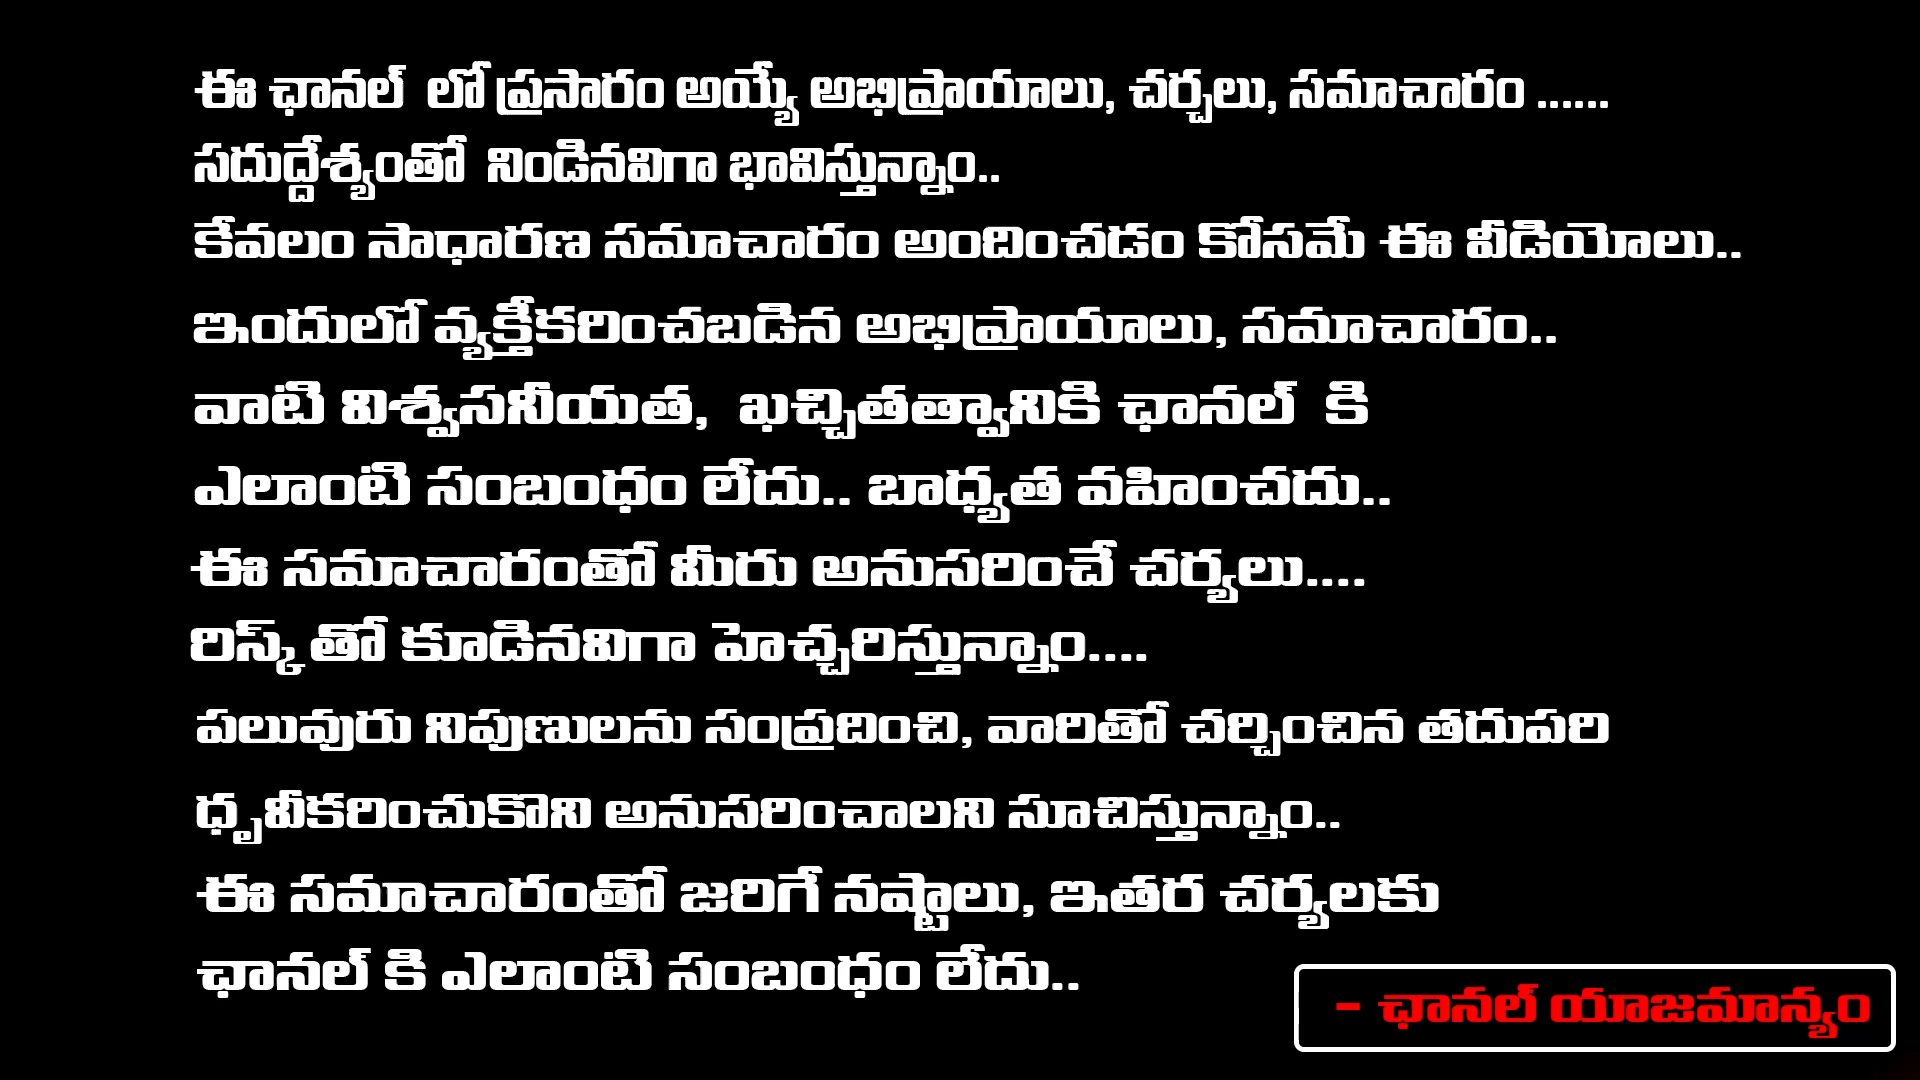 ఈ ఛానల్ లో ప్రసారం అయ్యే అభిప్రాయాలు, చర్చలు, సమాచారం ......
సదుద్దేశ్యంతో నిండినవిగా భావిస్తున్నాం..
కేవలం సాధారణ సమాచారం అందించడం కోసమే ఈ వీడియోలు..
ఇందులో వ్యక్తీకరించబడిన అభిప్రాయాలు, సమాచారం..
వాటి విశ్వసనీయత, ఖచ్చితత్వానికి ఛానల్ కి
ఎలాంటి సంబంధం లేదు.. బాధ్యత వహించదు..
ఈ సమాచారంతో మీరు అనుసరించే చర్యలు....
రిస్క్ తో కూడినవిగా హెచ్చరిస్తున్నాం....
పలువురు నిపుణులను సంప్రదించి, వారితో చర్చించిన తదుపరి
ధృవీకరించుకొని అనుసరించాలని సూచిస్తున్నాం..
ఈ సమాచారంతో జరిగే నష్టాలు, ఇతర చర్యలకు
ఛానల్ కి ఎలాంటి సంబంధం లేదు..
- ఛానల్ యాజమాన్యం